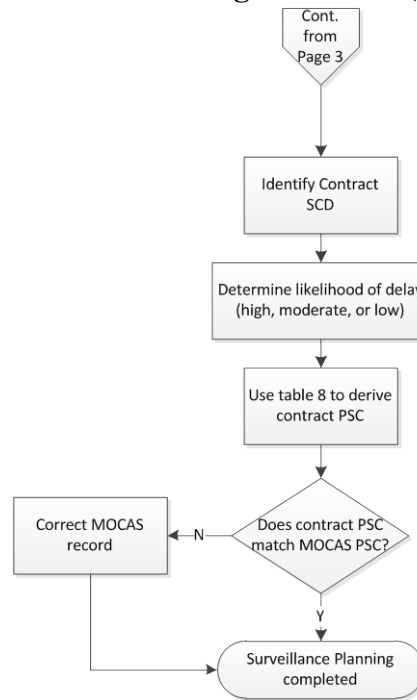 Cont.
from
Page 3
Identify Contract
SCD
Determine likelihood of delay
(high, moderate, or low)
Use table 8 to derive
contract PSC
Does contract PSC
match MOCAS PSC?
N
Correct MOCAS
record
Y
Surveillance Planning
completed